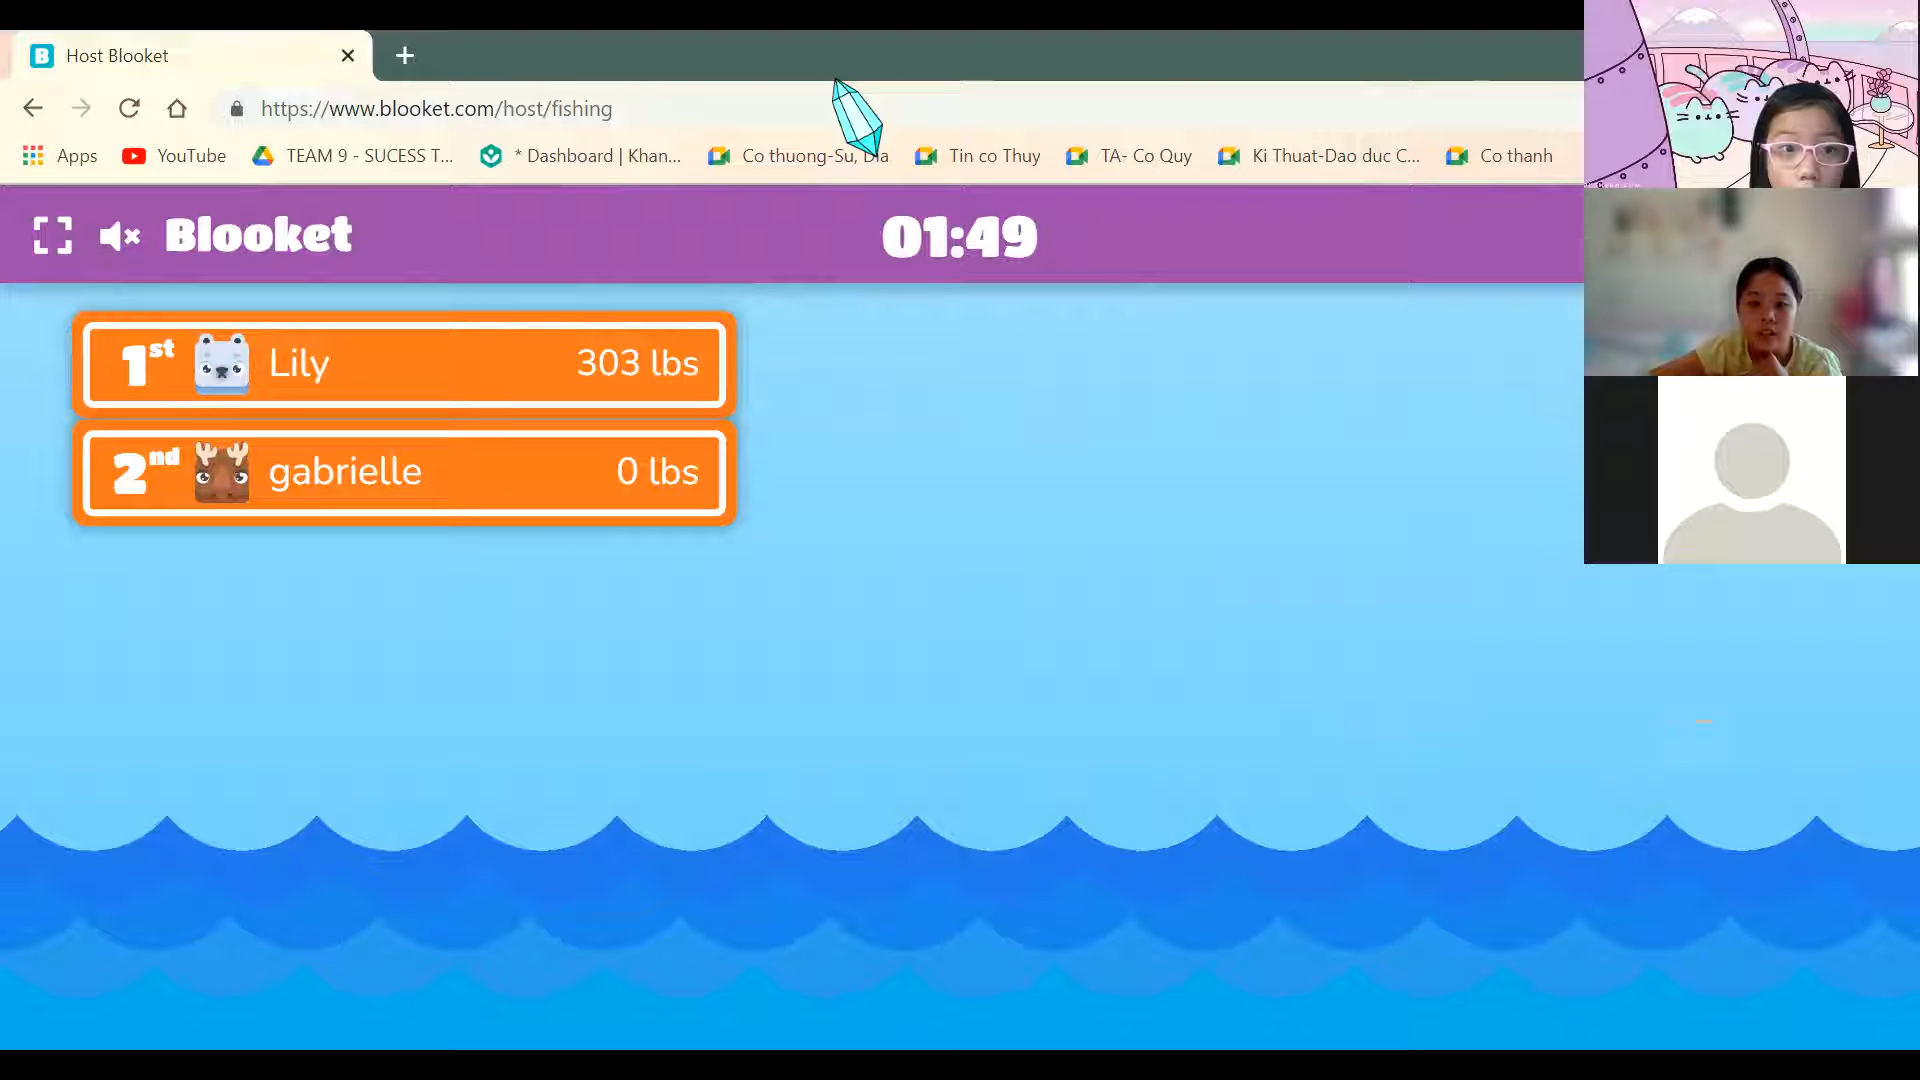 Host Blooket
https://www.blooket.com/host/fishing
Apps YouTube TEAM 9 - SUCESS T... * Dashboard | Khan... Co thuong-Su, Dia Tin co Thuy TA- Co Quy Ki Thuat-Dao duc C... Co thanh
Blooket 01:49
1st Lily 303 lbs
2nd gabrielle 0 lbs